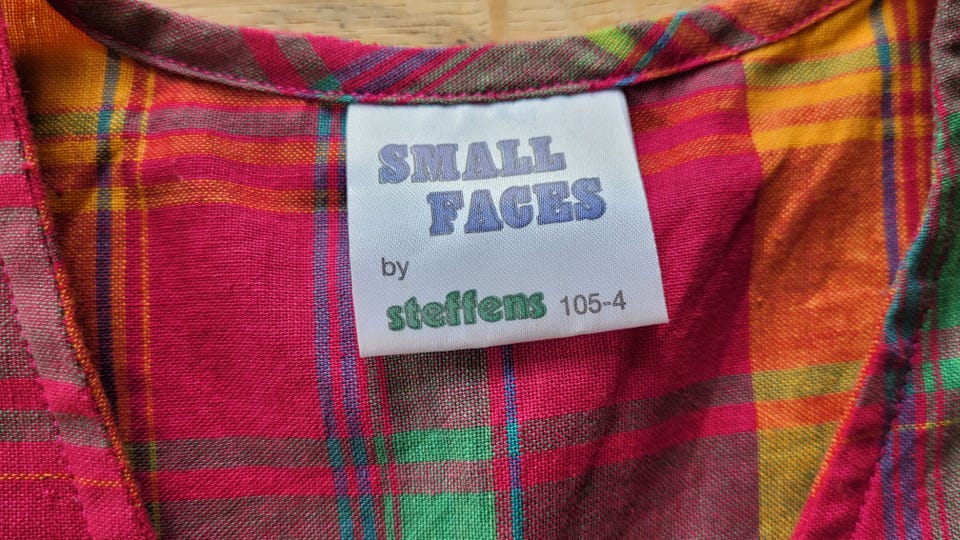 SMALL
FACES
by
steffens 105-4